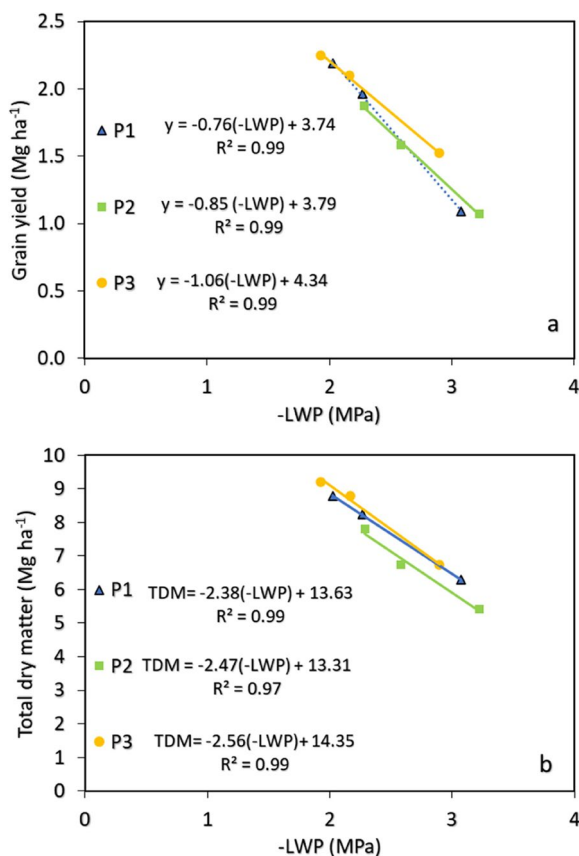 2.5
2.0
1.5
1.0
0.5
0.0
Grain yield (Mg ha⁻¹)
P1 y = -0.76(-LWP) + 3.74
R² = 0.99
P2 y = -0.85 (-LWP) + 3.79
R² = 0.99
P3 y = -1.06(-LWP) + 4.34
R² = 0.99
a
0 1 2 3 4
-LWP (MPa)
10
9
8
7
6
5
4
3
2
1
0
Total dry matter (Mg ha⁻¹)
P1 TDM= -2.38(-LWP) + 13.63
R² = 0.99
P2 TDM = -2.47(-LWP) + 13.31
R² = 0.97
P3 TDM= -2.56(-LWP) + 14.35
R² = 0.99
b
0 1 2 3 4
-LWP (MPa)